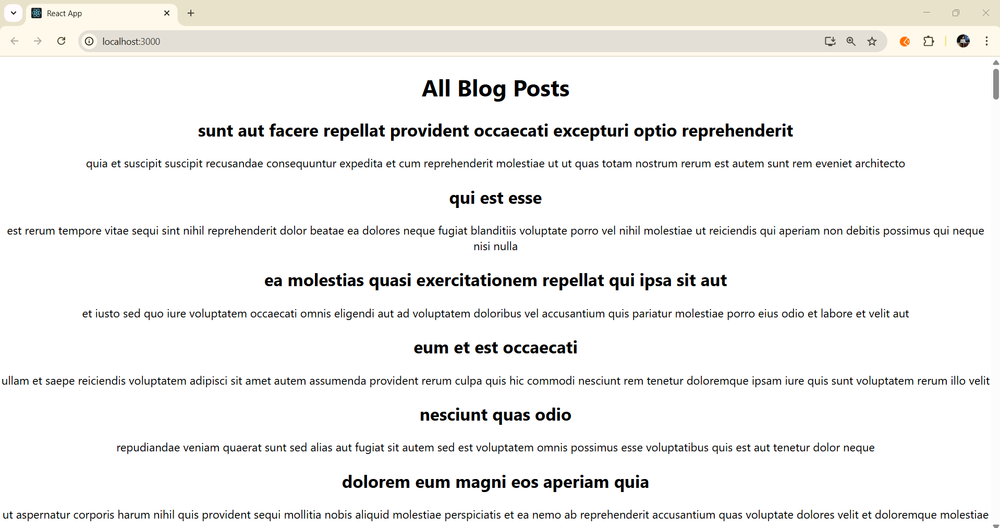 React App
localhost:3000
All Blog Posts
sunt aut facere repellat provident occaecati excepturi optio reprehenderit
quia et suscipit suscipit recusandae consequuntur expedita et cum reprehenderit molestiae ut ut quas totam nostrum rerum est autem sunt rem eveniet architecto
qui est esse
est rerum tempore vitae sequi sint nihil reprehenderit dolor beatae ea dolores neque fugiat blanditiis voluptate porro vel nihil molestiae ut reiciendis qui aperiam non debitis possimus qui neque
nisi nulla
ea molestias quasi exercitationem repellat qui ipsa sit aut
et iusto sed quo iure voluptatem occaecati omnis eligendi aut ad voluptatem doloribus vel accusantium quis pariatur molestiae porro eius odio et labore et velit aut
eum et est occaecati
ullam et saepe reiciendis voluptatem adipisci sit amet autem assumenda provident rerum culpa quis hic commodi nesciunt rem tenetur doloremque ipsam iure quis sunt voluptatem rerum illo velit
nesciunt quas odio
repudiandae veniam quaerat sunt sed alias aut fugiat sit autem sed est voluptatem omnis possimus esse voluptatibus quis est aut tenetur dolor neque
dolorem eum magni eos aperiam quia
ut aspernatur corporis harum nihil quis provident sequi mollitia nobis aliquid molestiae perspiciatis et ea nemo ab reprehenderit accusantium quas voluptate dolores velit et doloremque molestiae